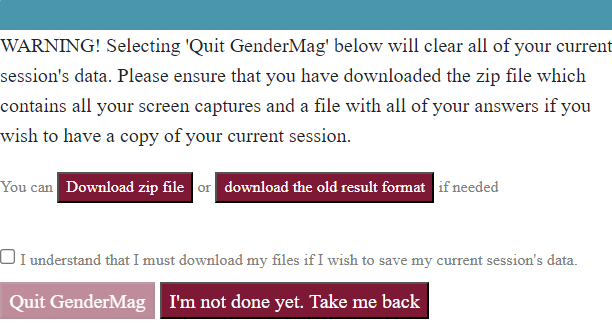 WARNING! Selecting 'Quit GenderMag' below will clear all of your current
session's data. Please ensure that you have downloaded the zip file which
contains all your screen captures and a file with all of your answers if you
wish to have a copy of your current session.
You can Download zip file or download the old result format if needed
I understand that I must download my files if I wish to save my current session's data.
Quit GenderMag I'm not done yet. Take me back